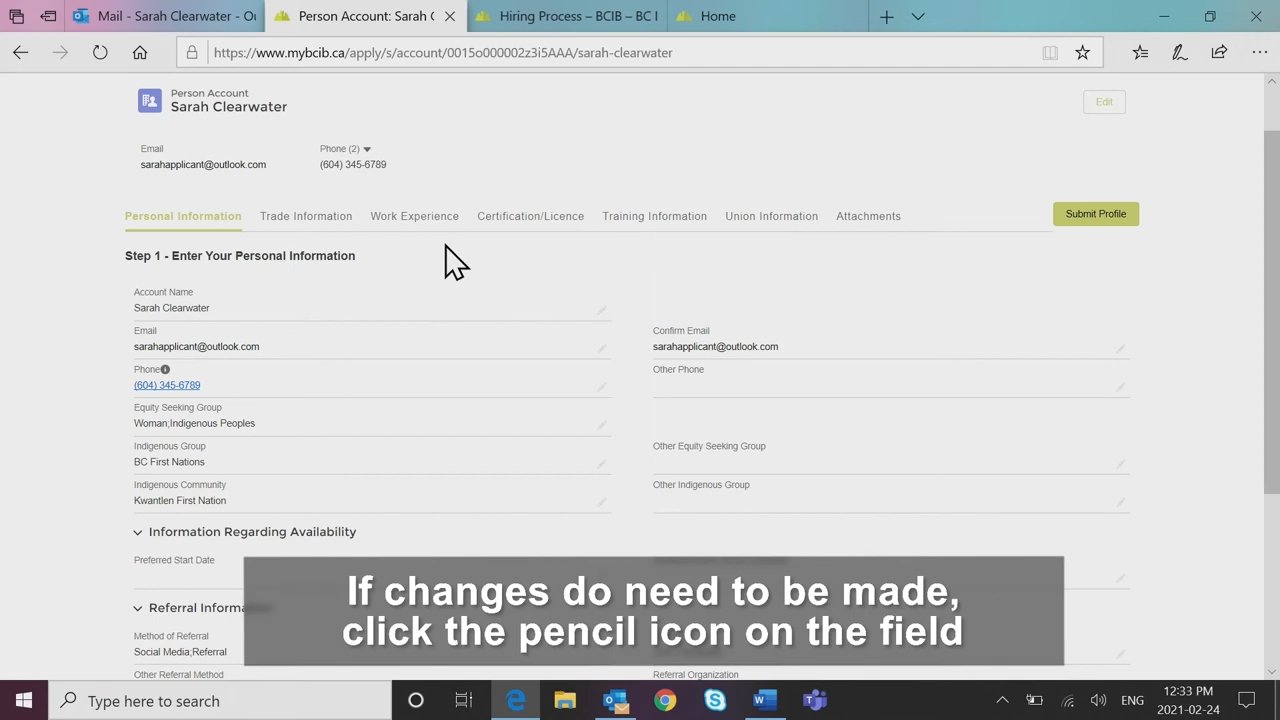 Mail - Sarah Clearwater - Ou
Person Account: Sarah C
Hiring Process – BCIB – BC I
Home
https://www.mybcib.ca/apply/s/account/0015o000002z3i5AAA/sarah-clearwater
Person Account
Sarah Clearwater
Edit
Email
Phone (2)
sarahapplicant@outlook.com
(604) 345-6789
Personal Information
Trade Information
Work Experience
Certification/Licence
Training Information
Union Information
Attachments
Submit Profile
Step 1 - Enter Your Personal Information
Account Name
Sarah Clearwater
Email
Confirm Email
sarahapplicant@outlook.com
sarahapplicant@outlook.com
Phone
Other Phone
(604) 345-6789
Equity Seeking Group
Woman;Indigenous Peoples
Indigenous Group
Other Equity Seeking Group
BC First Nations
Indigenous Community
Other Indigenous Group
Kwantlen First Nation
Information Regarding Availability
Preferred Start Date
If changes do need to be made,
click the pencil icon on the field
Referral
Method of Referral
Social Media;Referral
Other Referral Method
Referral Organization
Type here to search
ENG
12:33 PM
2021-02-24